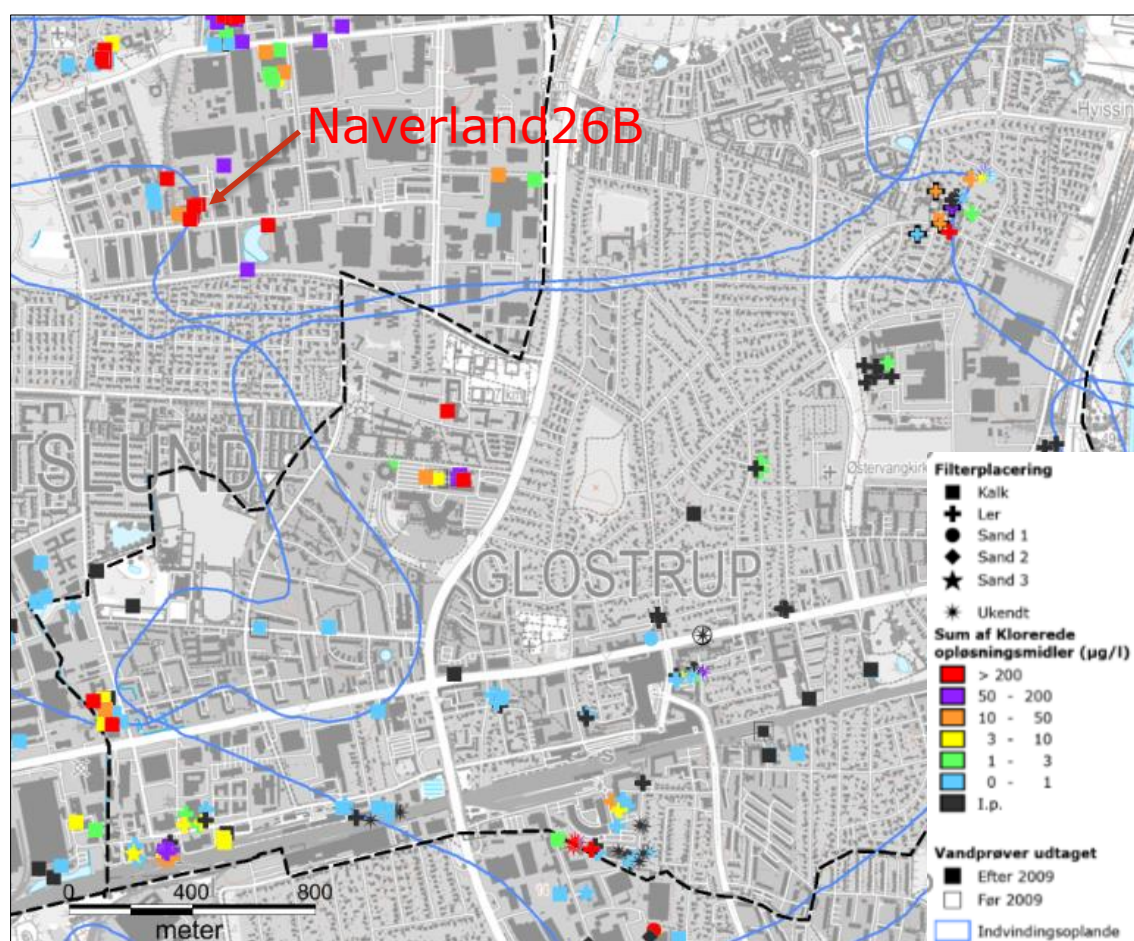 Naverland26B
Hvissin
TSLUND
Østervangkirk
GLOSTRUP
Filterplacering
Kalk
Ler
Sand 1
Sand 2
Sand 3
Ukendt
Sum af Klorerede
opløsningsmidler (µg/l)
> 200
50 - 200
10 - 50
3 - 10
1 - 3
0 - 1
I.p.
Vandprøver udtaget
Efter 2009
Før 2009
Indvindingsoplande
0 400 800
meter